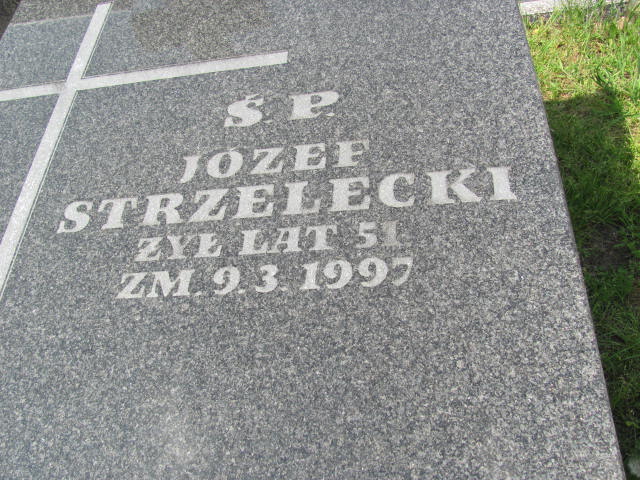 Ś.P.
JÓZEF
STRZELECKI
ŻYŁ LAT 51
ZM. 9.3.1997